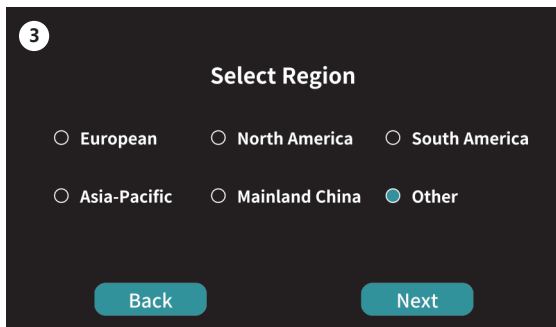 3
Select Region
European North America South America
Asia-Pacific Mainland China Other
Back Next